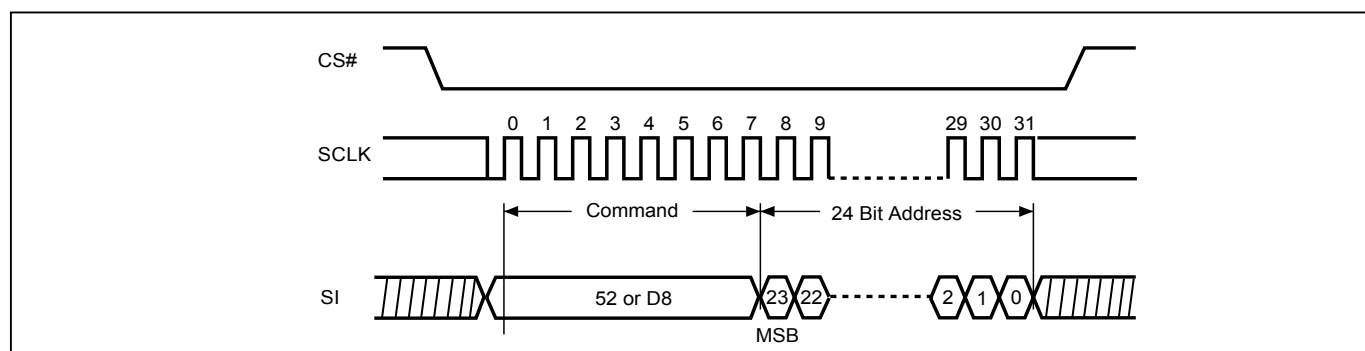 CS#
0 1 2 3 4 5 6 7 8 9 29 30 31
SCLK
Command 24 Bit Address
SI 52 or D8 23 22 2 1 0
MSB